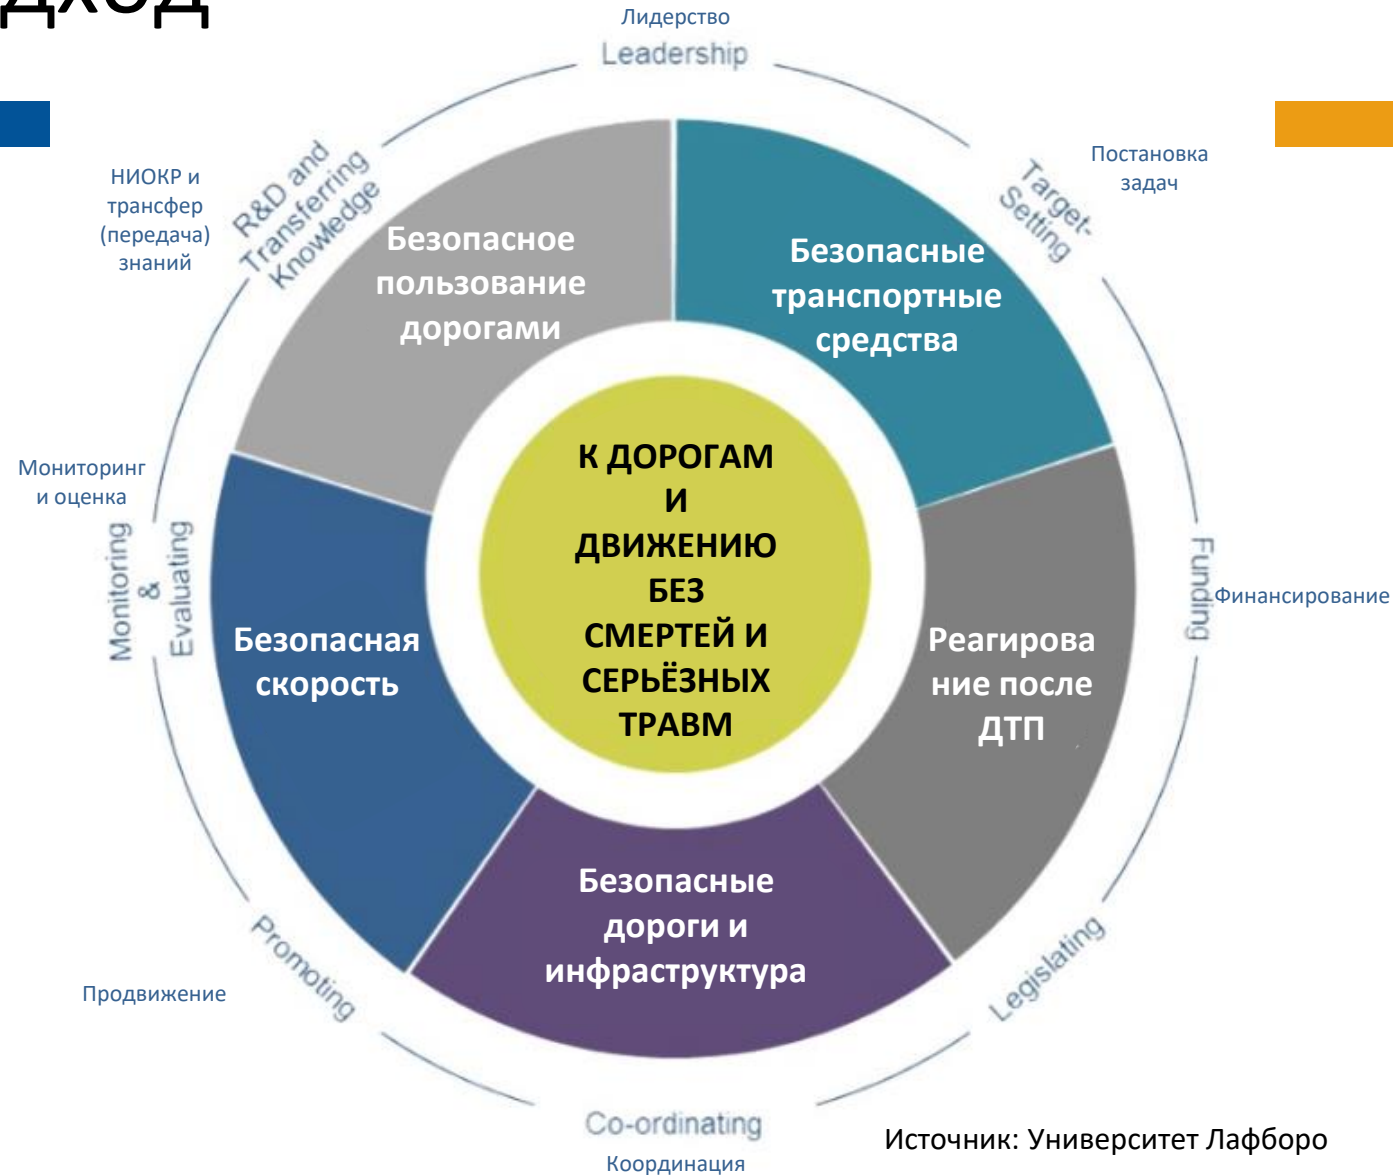 дход
Лидерство
Leadership
Постановка
задач
Target-
Setting
НИОКР и
трансфер
(передача)
знаний
R&D and
Transferring
Knowledge
Безопасное
пользование
дорогами
Безопасные
транспортные
средства
К ДОРОГАМ
И
ДВИЖЕНИЮ
БЕЗ
СМЕРТЕЙ И
СЕРЬЁЗНЫХ
ТРАВМ
Мониторинг
и оценка
Monitoring
&
Evaluating
Funding
Финансирование
Безопасная
скорость
Реагирова
ние после
ДТП
Безопасные
дороги и
инфраструктура
Promoting
Продвижение
Legislating
Co-ordinating
Координация
Источник: Университет Лафборо